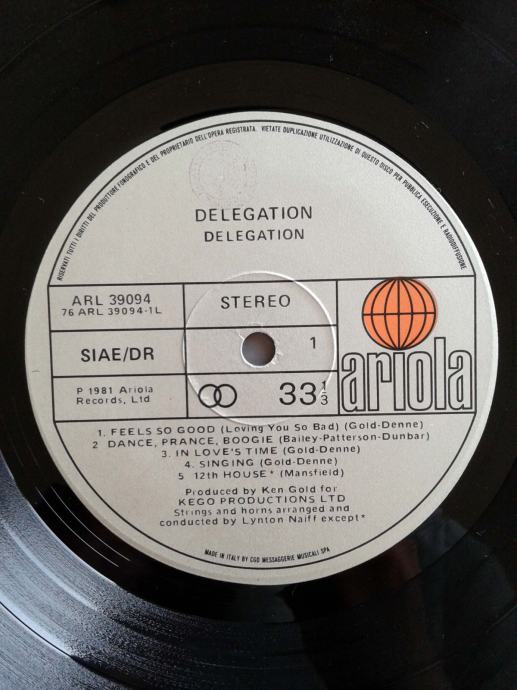 RISERVATI TUTTI I DIRITTI DEL PRODUTTORE FONOGRAFICO E DEL PROPRIETARIO DELL'OPERA REGISTRATA. VIETATE DUPLICAZIONE UTILIZZAZIONE DI QUESTO DISCO PER PUBBLICA ESECUZIONE E RADIODIFFUSIONE
DELEGATION
DELEGATION
ARL 39094
76 ARL 39094-1L
STEREO
SIAE/DR
1
P 1981 Ariola
Records, Ltd
33 1/3
ariola
1. FEELS SO GOOD (Loving You So Bad) (Gold-Denne)
2 DANCE, PRANCE, BOOGIE (Bailey-Patterson-Dunbar)
3. IN LOVE'S TIME (Gold-Denne)
4. SINGING (Gold-Denne)
5 12th HOUSE* (Mansfield)
Produced by Ken Gold for
KEGO PRODUCTIONS LTD
Strings and horns arranged and
conducted by Lynton Naiff except*
MADE IN ITALY BY CGD MESSAGGERIE MUSICALI SPA